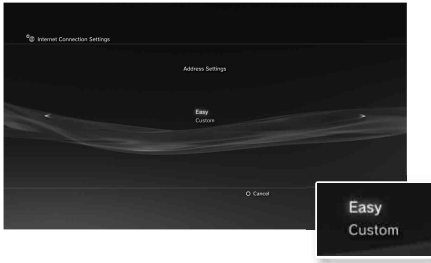 Internet Connection Settings
Address Settings
Easy
Custom
Cancel
Easy
Custom